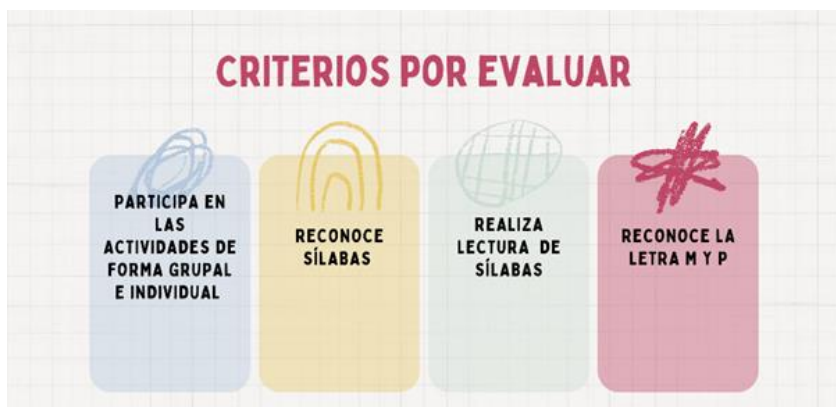 CRITERIOS POR EVALUAR
PARTICIPA EN
LAS
ACTIVIDADES DE
FORMA GRUPAL
E INDIVIDUAL
RECONOCE
SÍLABAS
REALIZA
LECTURA DE
SÍLABAS
RECONOCE LA
LETRA M Y P